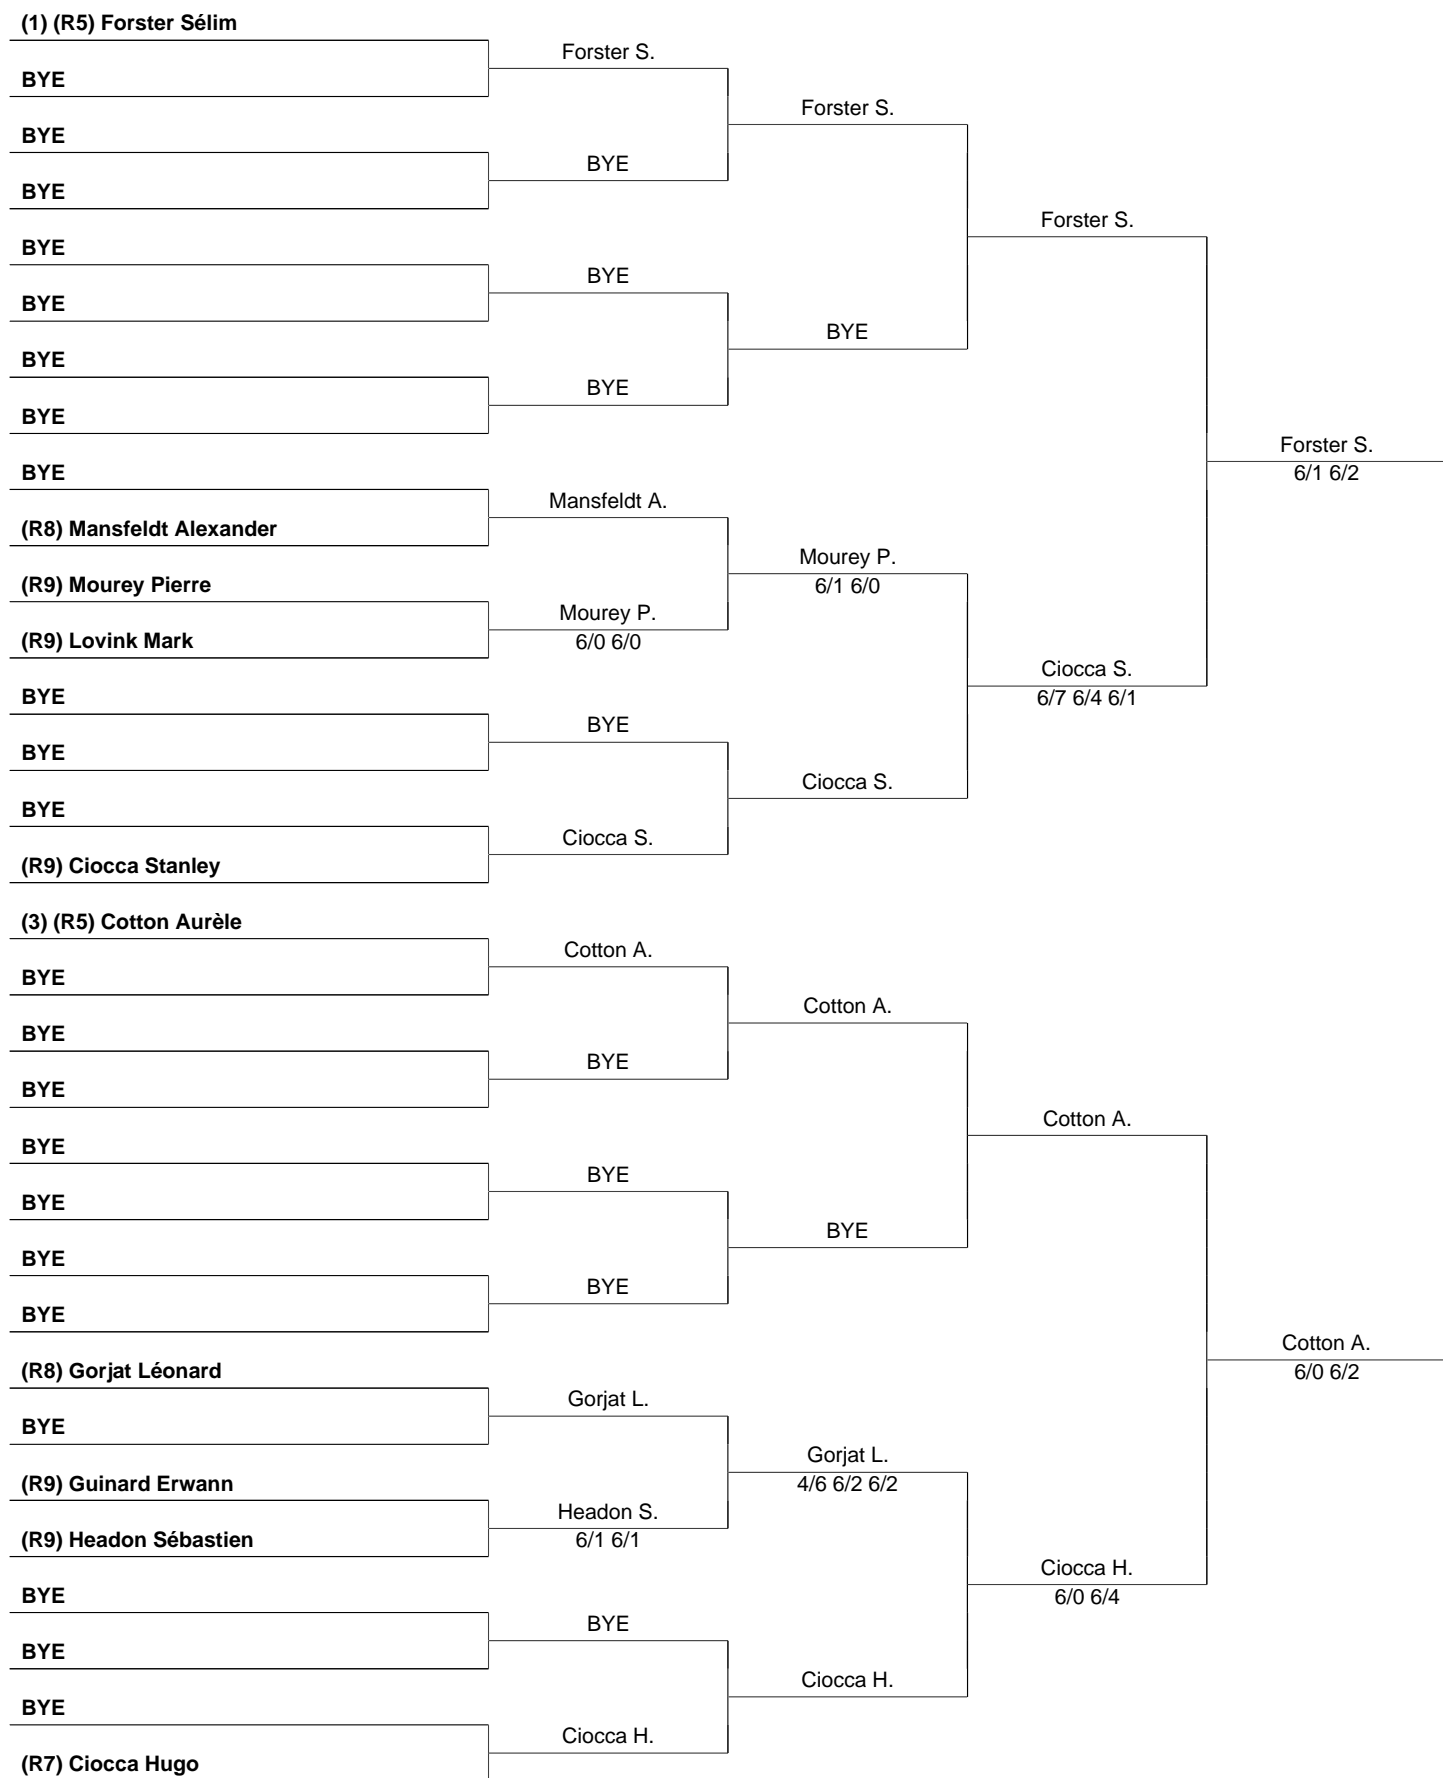 (1) (R5) Forster Sélim
BYE
BYE
BYE
BYE
BYE
BYE
BYE
BYE
(R8) Mansfeldt Alexander
(R9) Mourey Pierre
(R9) Lovink Mark
BYE
BYE
BYE
(R9) Ciocca Stanley
(3) (R5) Cotton Aurèle
BYE
BYE
BYE
BYE
BYE
BYE
BYE
(R8) Gorjat Léonard
BYE
(R9) Guinard Erwann
(R9) Headon Sébastien
BYE
BYE
BYE
(R7) Ciocca Hugo
Forster S.
BYE
BYE
BYE
Mansfeldt A.
Mourey P.
6/0 6/0
BYE
Ciocca S.
Cotton A.
BYE
BYE
BYE
Gorjat L.
Headon S.
6/1 6/1
BYE
Ciocca H.
Forster S.
BYE
Mourey P.
6/1 6/0
Ciocca S.
Cotton A.
BYE
Gorjat L.
4/6 6/2 6/2
Ciocca H.
Forster S.
Ciocca S.
6/7 6/4 6/1
Cotton A.
Ciocca H.
6/0 6/4
Forster S.
6/1 6/2
Cotton A.
6/0 6/2